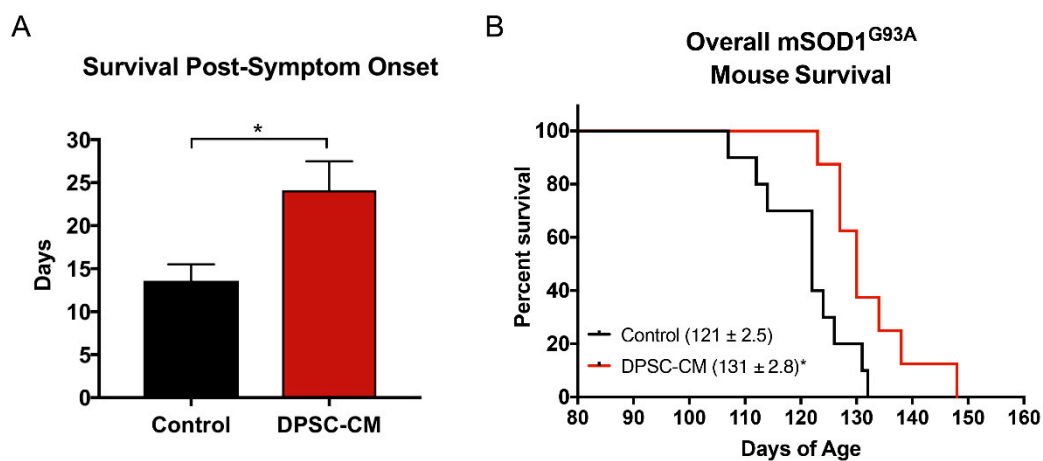 A
Survival Post-Symptom Onset
*
30
25
20
15
10
5
0
Days
Control
DPSC-CM
B
Overall mSOD1^G93A
Mouse Survival
100
80
60
40
20
0
Percent survival
Control (121 ± 2.5)
DPSC-CM (131 ± 2.8)*
80 90 100 110 120 130 140 150 160
Days of Age